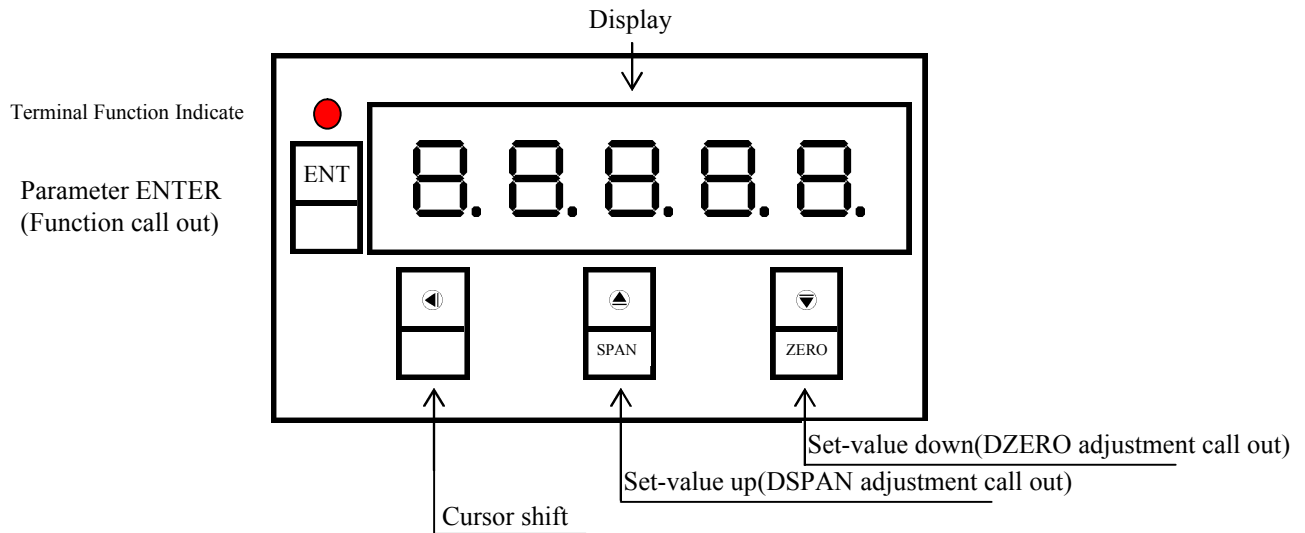 Display
Terminal Function Indicate
ENT
Parameter ENTER
(Function call out)
8.8.8.8.8.
SPAN
ZERO
Set-value down(DZERO adjustment call out)
Set-value up(DSPAN adjustment call out)
Cursor shift